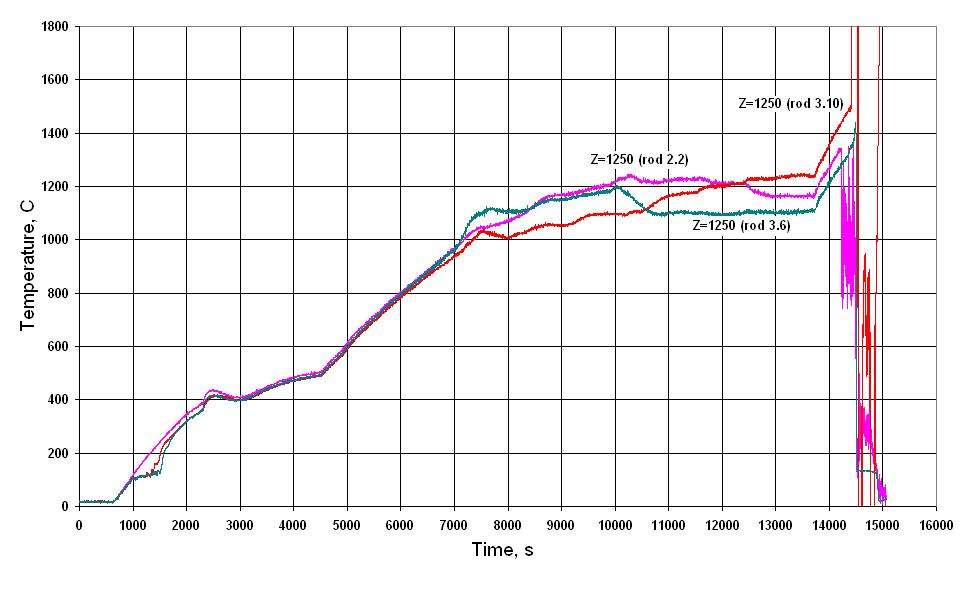 1800
1600
Z=1250 (rod 3.10)
1400
Z=1250 (rod 2.2)
1200
Z=1250 (rod 3.6)
1000
800
600
400
200
0
Temperature, C
0 1000 2000 3000 4000 5000 6000 7000 8000 9000 10000 11000 12000 13000 14000 15000 16000
Time, s